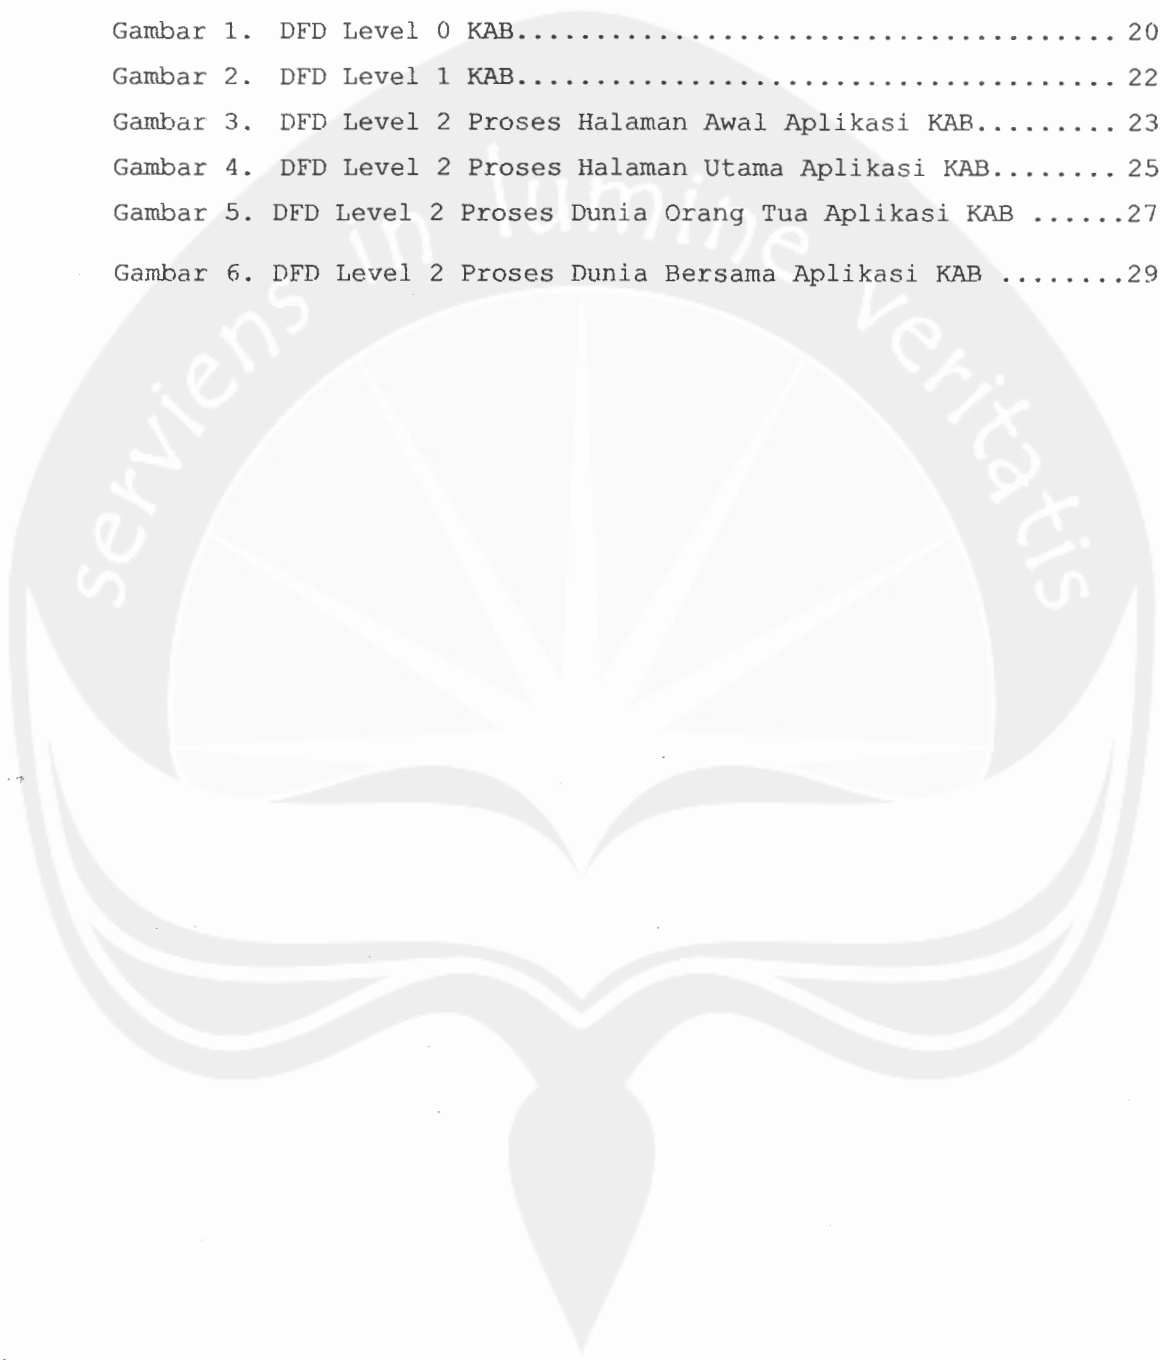 Gambar 1. DFD Level 0 KAB...................................... 20
Gambar 2. DFD Level 1 KAB...................................... 22
Gambar 3. DFD Level 2 Proses Halaman Awal Aplikasi KAB......... 23
Gambar 4. DFD Level 2 Proses Halaman Utama Aplikasi KAB........ 25
Gambar 5. DFD Level 2 Proses Dunia Orang Tua Aplikasi KAB ......27
Gambar 6. DFD Level 2 Proses Dunia Bersama Aplikasi KAB ........29
serviens in lumine veritatis